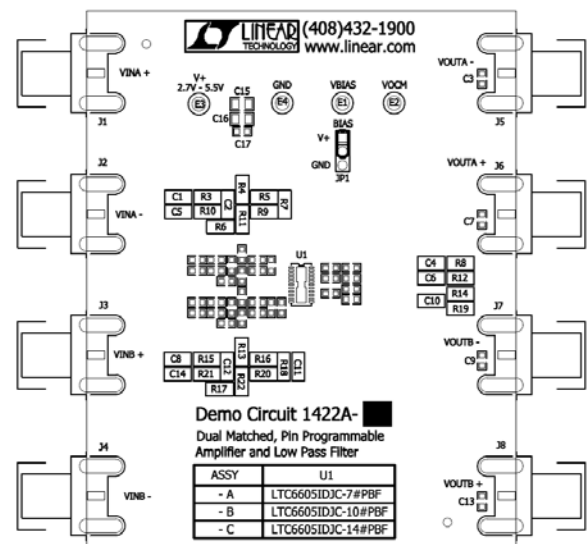 LINEAR
TECHNOLOGY
(408)432-1900
www.linear.com
VINA +
J1
V+
2.7V - 5.5V
E3
C15
C16
C17
GND
E4
VBIAS
E1
VOCM
E2
BIAS
V+
GND
JP1
VOUTA -
C3
J5
J2
VINA -
C1 R3 C2 R4 R5 R7
C5 R10 R11 R9
R6
VOUTA +
J6
C7
U1
C4 R8
C6 R12
C10 R14
R19
J3
VINB +
C8 R15 C12 R13 R16 R18 C11
C14 R21 R22 R20
R17
J7
VOUTB -
C9
J4
VINB -
Demo Circuit 1422A-
Dual Matched, Pin Programmable
Amplifier and Low Pass Filter
ASSY U1
- A LTC6605IDJC-7#PBF
- B LTC6605IDJC-10#PBF
- C LTC6605IDJC-14#PBF
J8
VOUTB +
C13